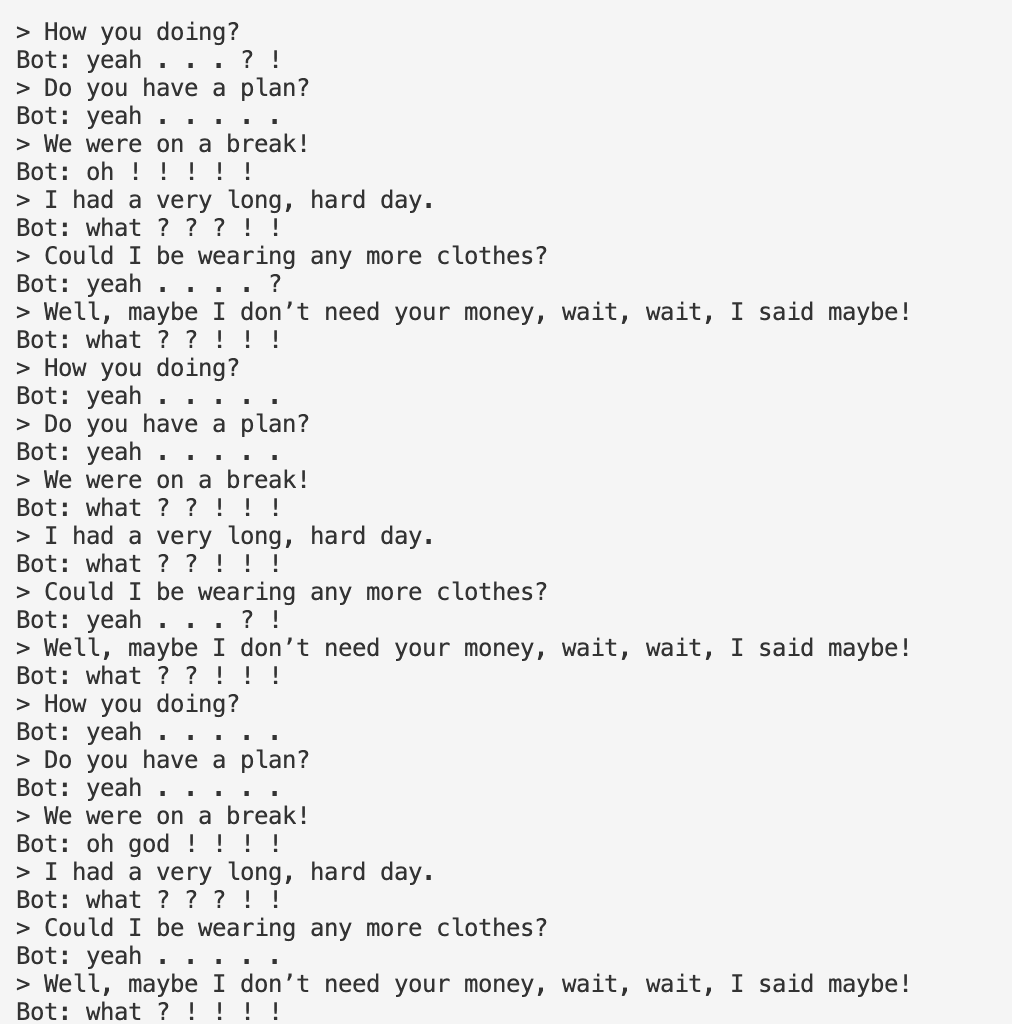 > How you doing?
Bot: yeah . . . ? !
> Do you have a plan?
Bot: yeah . . . . .
> We were on a break!
Bot: oh ! ! ! ! !
> I had a very long, hard day.
Bot: what ? ? ? ! !
> Could I be wearing any more clothes?
Bot: yeah . . . . ?
> Well, maybe I don’t need your money, wait, wait, I said maybe!
Bot: what ? ? ! ! !
> How you doing?
Bot: yeah . . . . .
> Do you have a plan?
Bot: yeah . . . . .
> We were on a break!
Bot: what ? ? ! ! !
> I had a very long, hard day.
Bot: what ? ? ! ! !
> Could I be wearing any more clothes?
Bot: yeah . . . ? !
> Well, maybe I don’t need your money, wait, wait, I said maybe!
Bot: what ? ? ! ! !
> How you doing?
Bot: yeah . . . . .
> Do you have a plan?
Bot: yeah . . . . .
> We were on a break!
Bot: oh god ! ! ! !
> I had a very long, hard day.
Bot: what ? ? ? ! !
> Could I be wearing any more clothes?
Bot: yeah . . . . .
> Well, maybe I don’t need your money, wait, wait, I said maybe!
Bot: what ? ! ! ! !